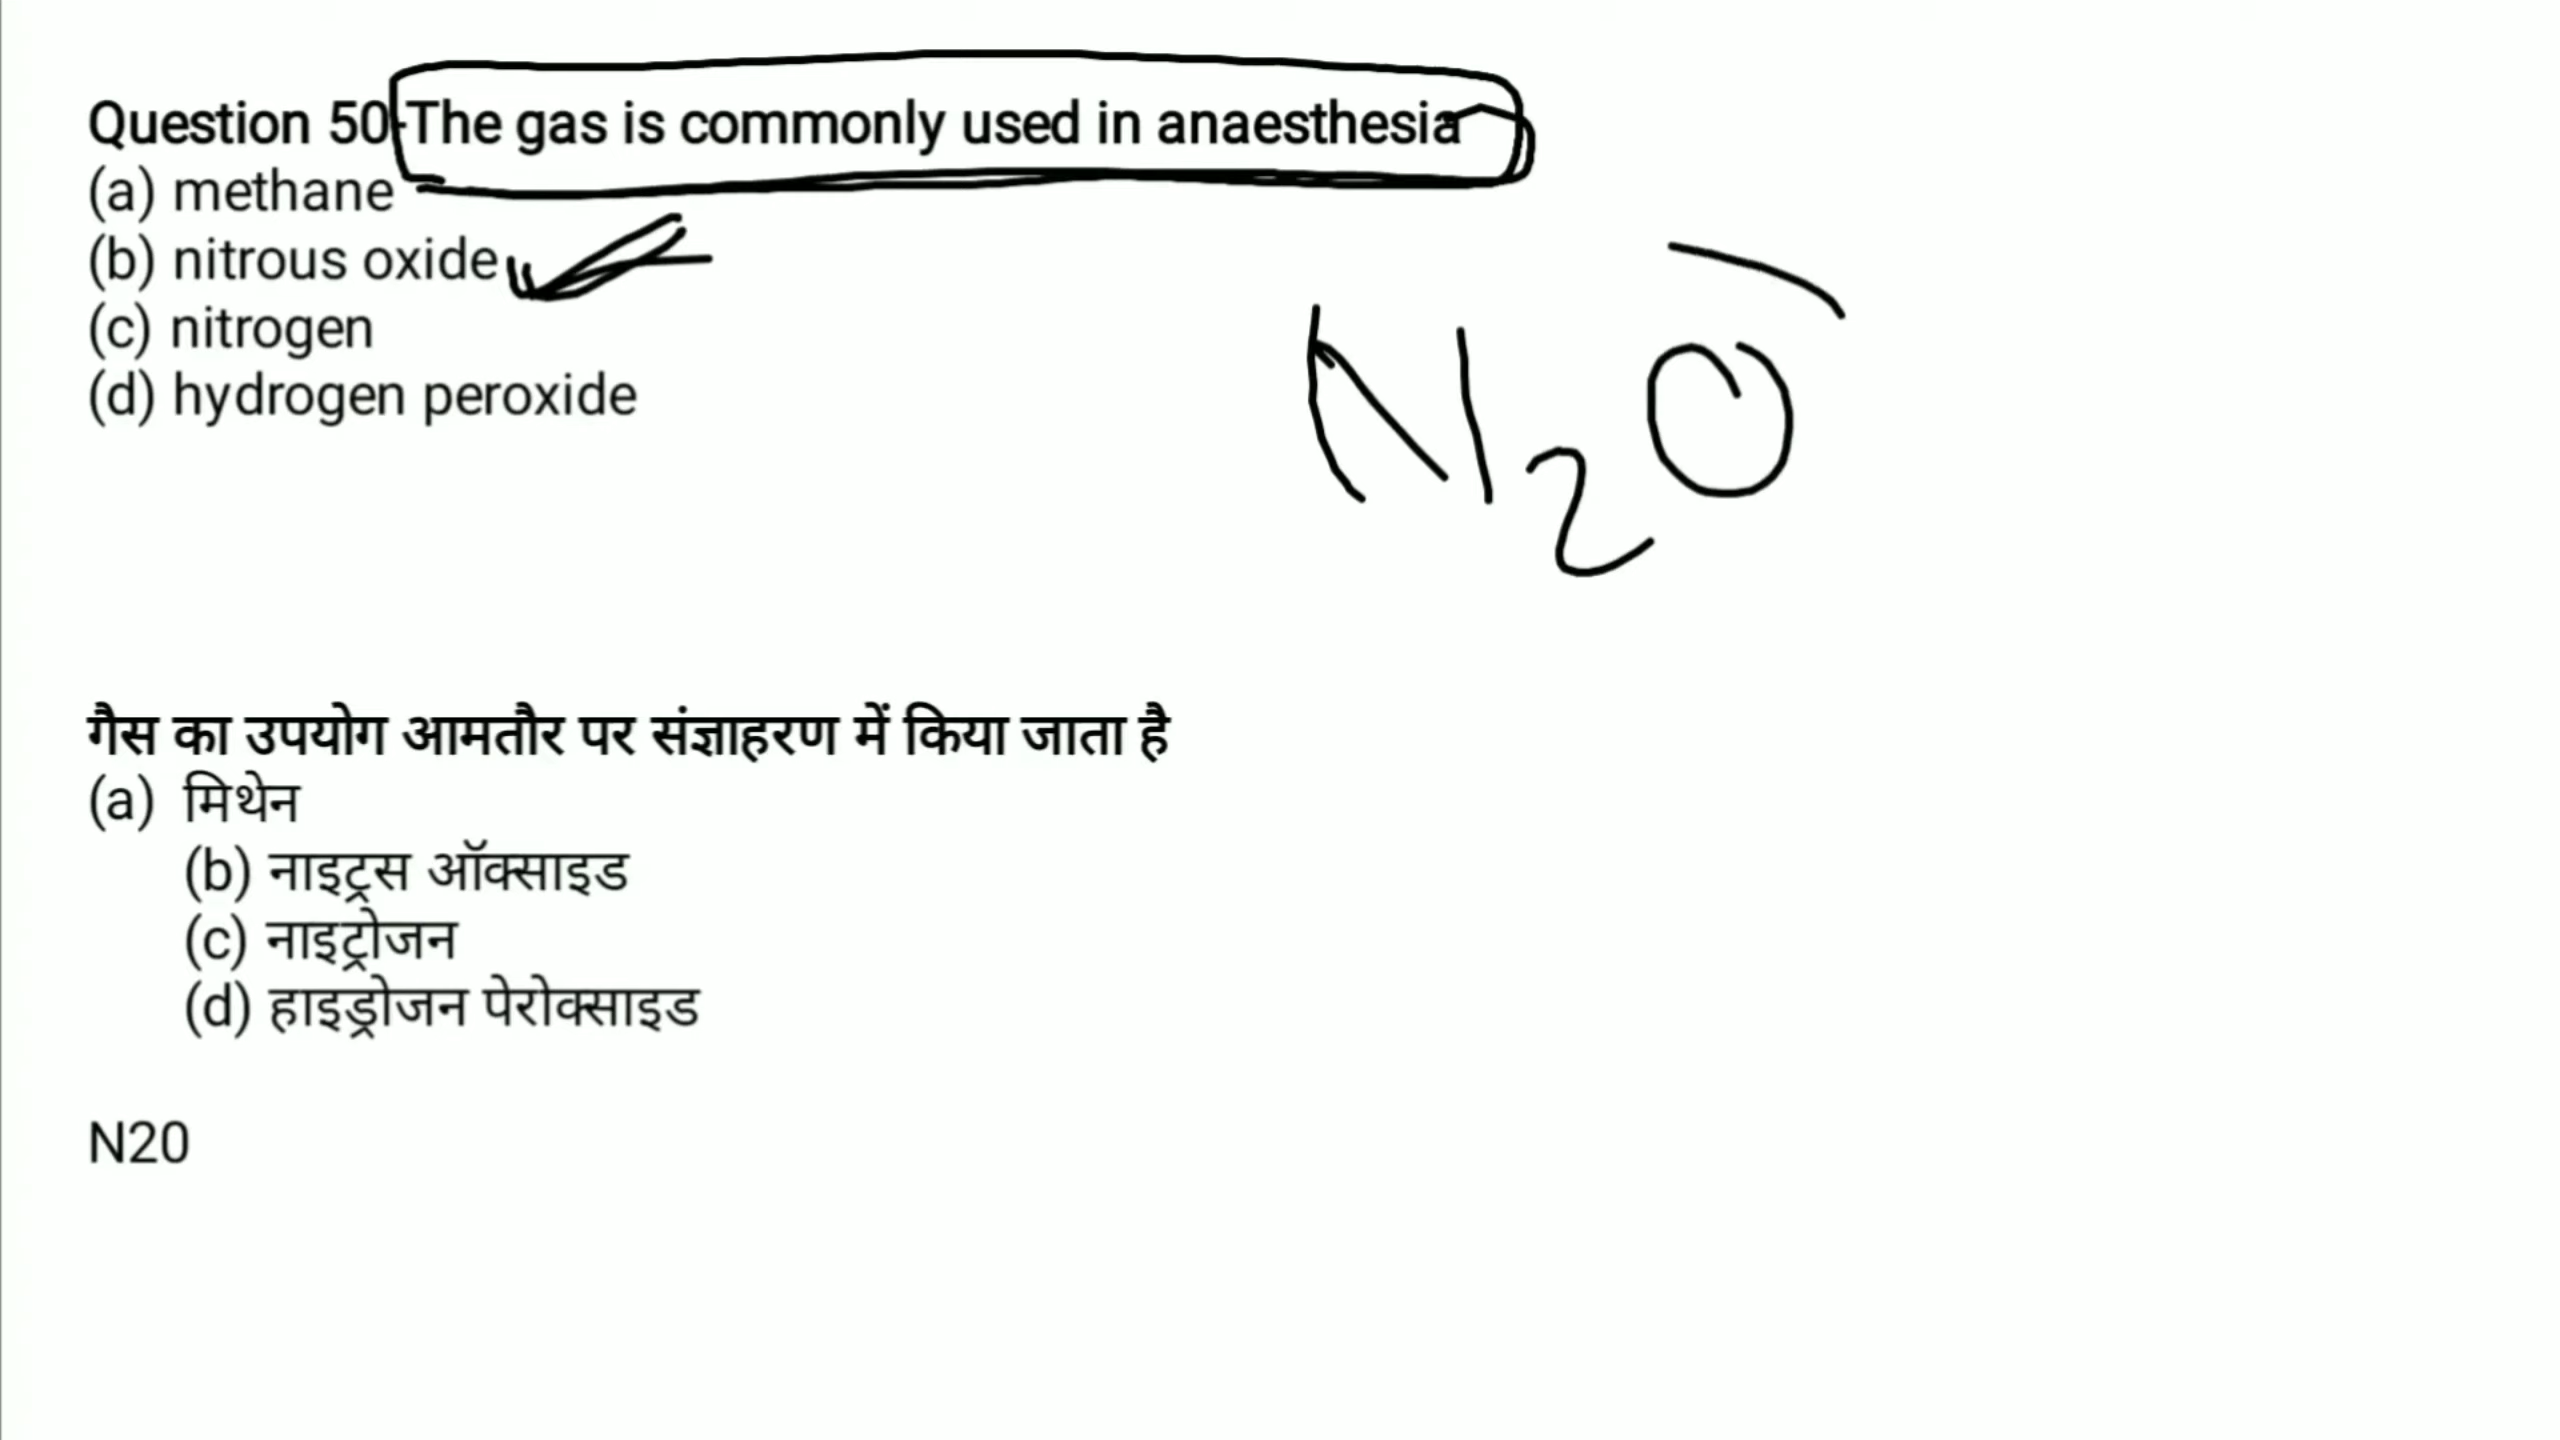 Question 50-The gas is commonly used in anaesthesia
(a) methane
(b) nitrous oxide
(c) nitrogen
(d) hydrogen peroxide
N2O
गैस का उपयोग आमतौर पर संज्ञाहरण में किया जाता है
(a) मिथेन
(b) नाइट्रस ऑक्साइड
(c) नाइट्रोजन
(d) हाइड्रोजन पेरोक्साइड
N20